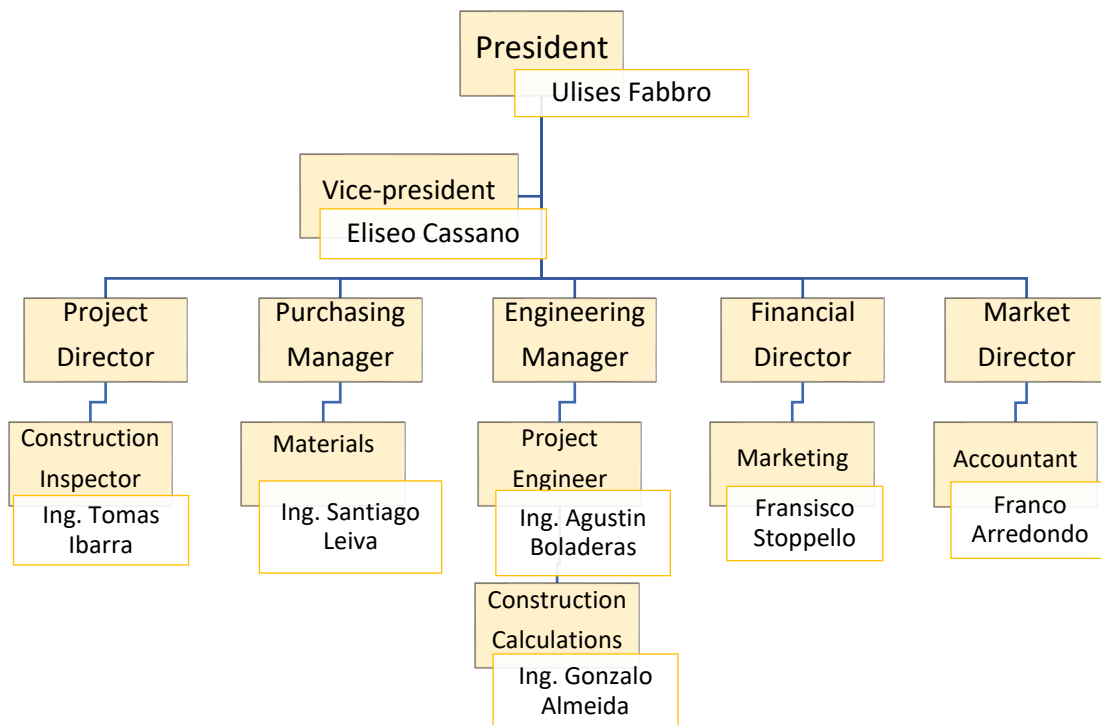 President
Ulises Fabbro
Vice-president
Eliseo Cassano
Project
Director
Purchasing
Manager
Engineering
Manager
Financial
Director
Market
Director
Construction
Inspector
Ing. Tomas
Ibarra
Materials
Ing. Santiago
Leiva
Project
Engineer
Ing. Agustin
Boladeras
Marketing
Fransisco
Stoppello
Accountant
Franco
Arredondo
Construction
Calculations
Ing. Gonzalo
Almeida